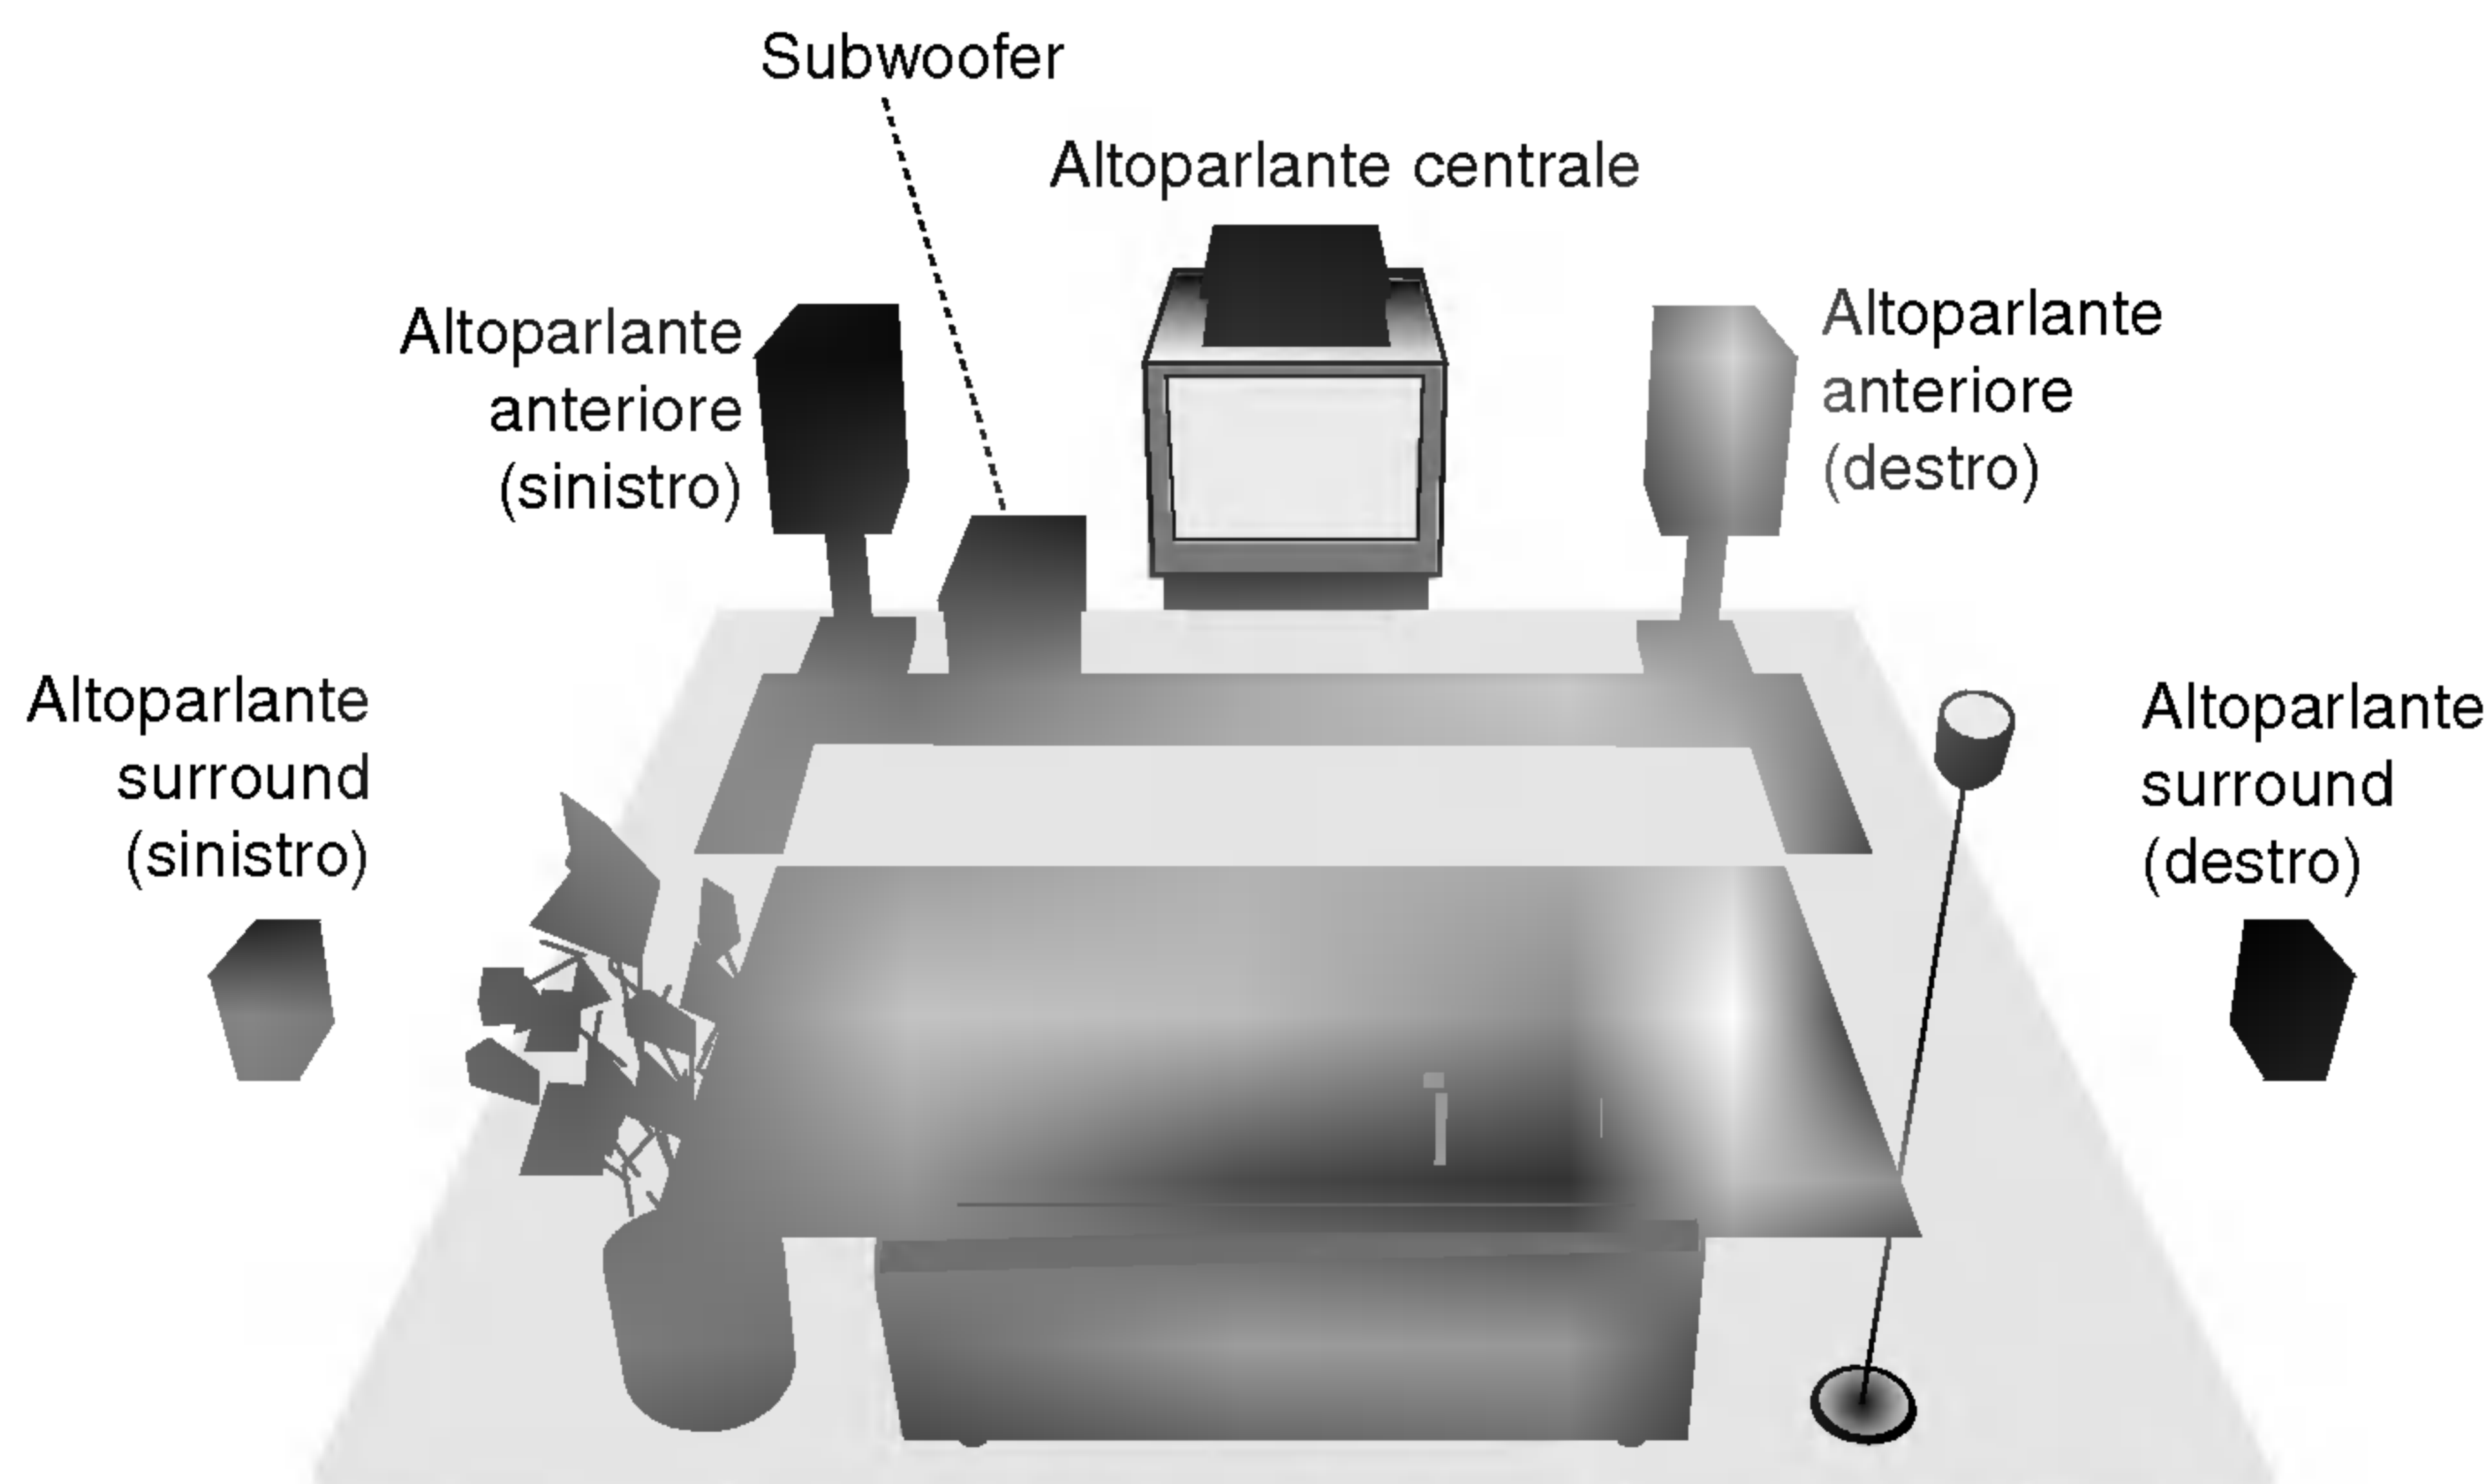 Subwoofer
Altoparlante centrale
Altoparlante
anteriore
(sinistro)
Altoparlante
anteriore
(destro)
Altoparlante
surround
(sinistro)
Altoparlante
surround
(destro)